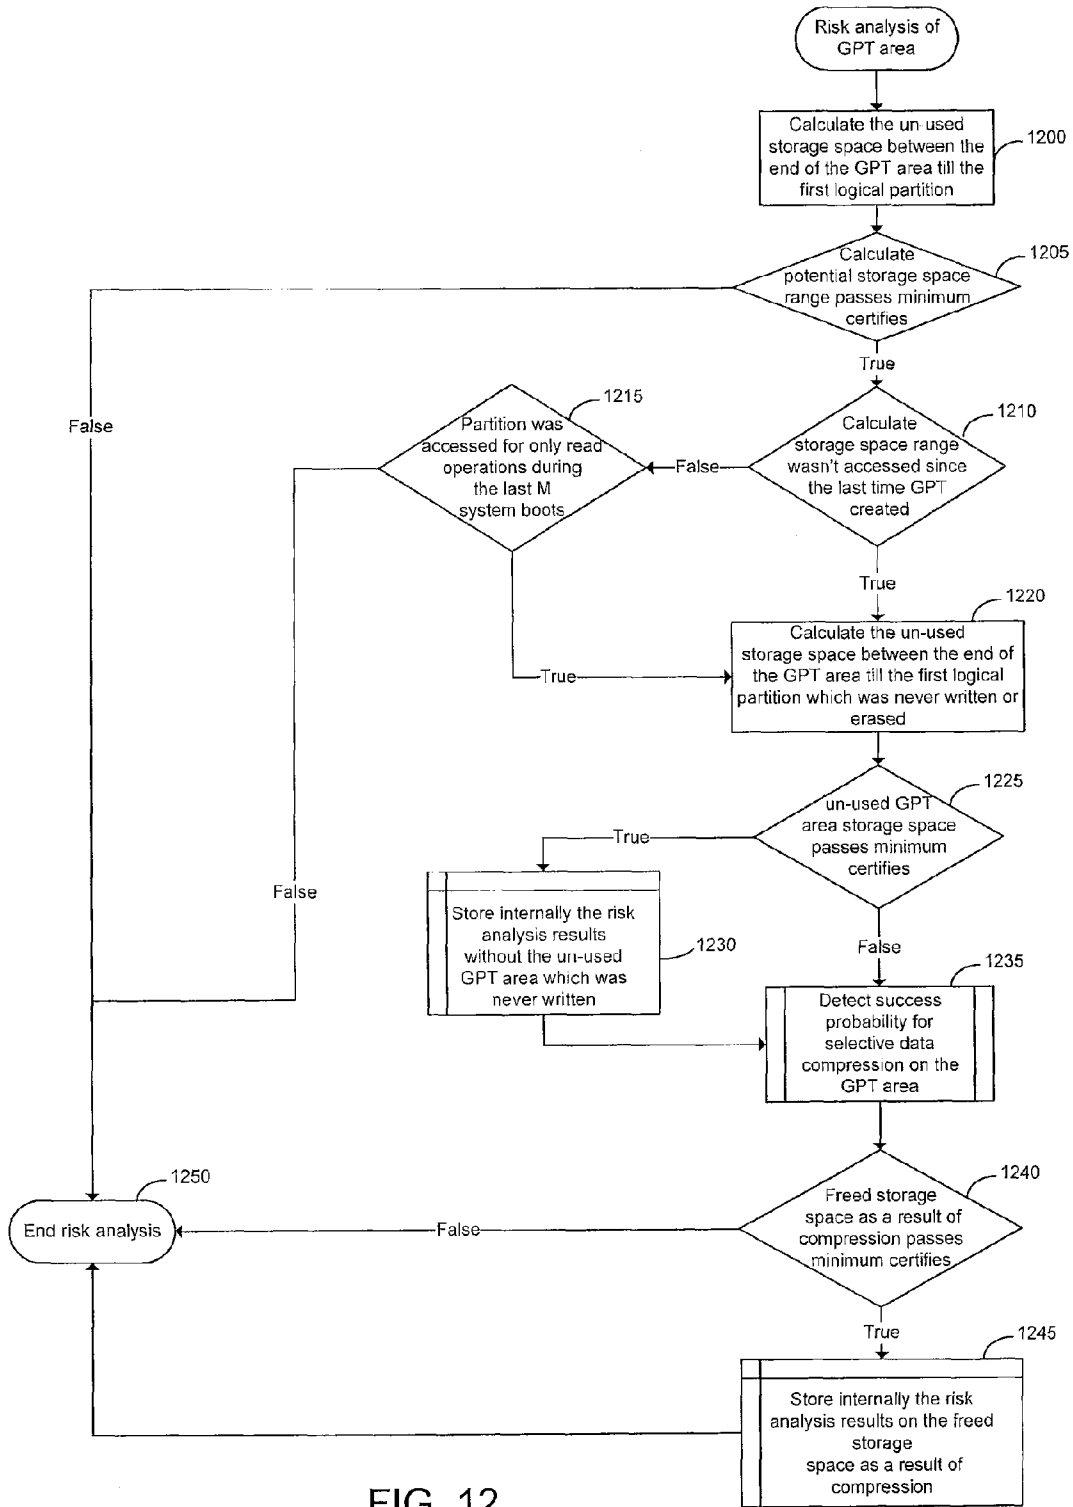 Risk analysis of
GPT area
Calculate the un-used
storage space between the
end of the GPT area till the
first logical partition
1200
Calculate
potential storage space
range passes minimum
certifies
1205
False
True
Partition was
accessed for only read
operations during
the last M
system boots
1215
False
Calculate
storage space range
wasn't accessed since
the last time GPT
created
1210
True
True
Calculate the un-used
storage space between the end of
the GPT area till the first logical
partition which was never written or
erased
1220
un-used GPT
area storage space
passes minimum
certifies
1225
True
False
False
Store internally the risk
analysis results
without the un-used
GPT area which was
never written
1230
Detect success
probability for
selective data
compression on the
GPT area
1235
End risk analysis
1250
False
Freed storage
space as a result of
compression passes
minimum certifies
1240
True
Store internally the risk
analysis results on the freed
storage
space as a result of
compression
1245
FIG. 12